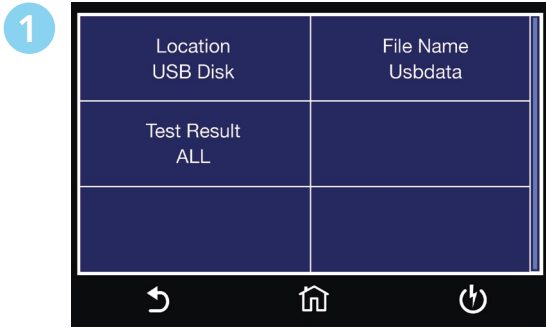 1
Location
USB Disk
File Name
Usbdata
Test Result
ALL